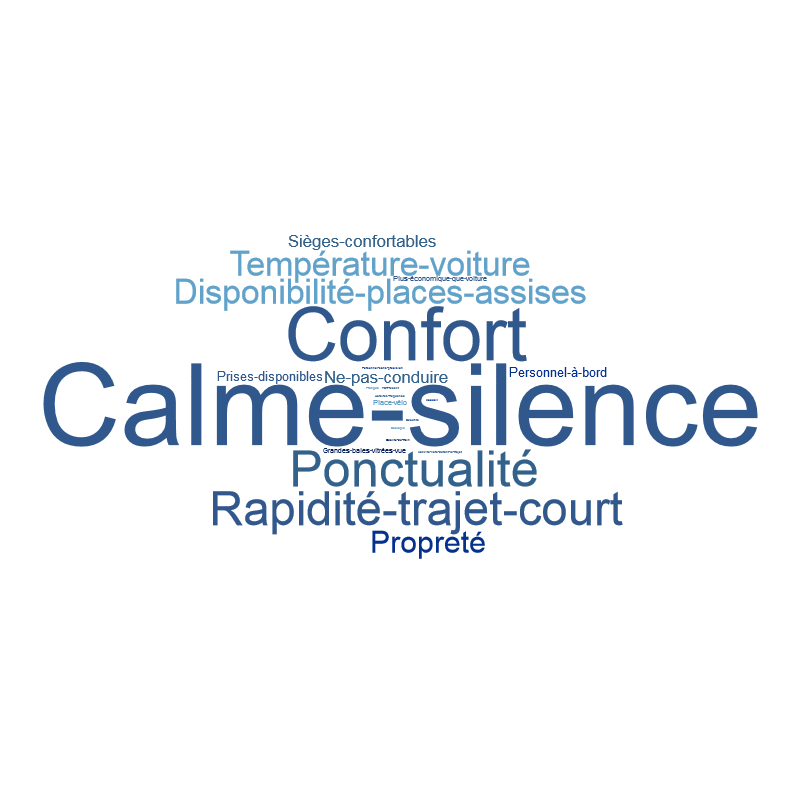 Sièges-confortables
Température-voiture
Plus-économique-que-voiture
Disponibilité-places-assises
Confort
Personnel-à-bord
Prises-disponibles
Ne-pas-conduire
Calme-silence
Place-vélo
Grandes-baies-vitrées-vue
Ponctualité
Rapidité-trajet-court
Propreté